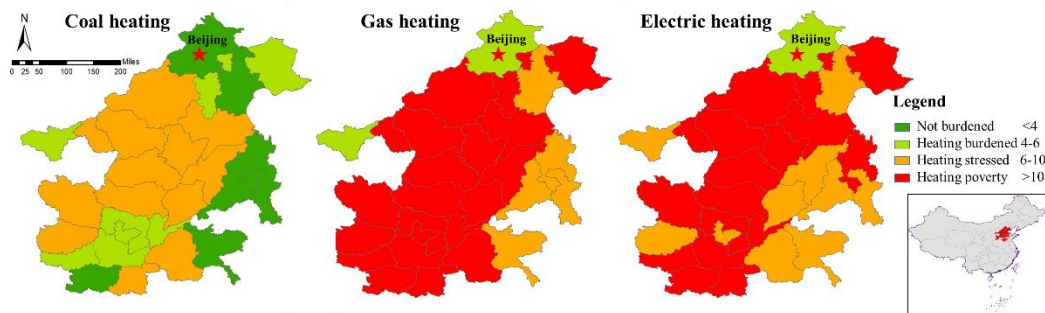 Coal heating
Gas heating
Electric heating
N
Beijing
Beijing
Beijing
0 25 50 100 150 200 Miles
Legend
Not burdened <4
Heating burdened 4-6
Heating stressed 6-10
Heating poverty >10